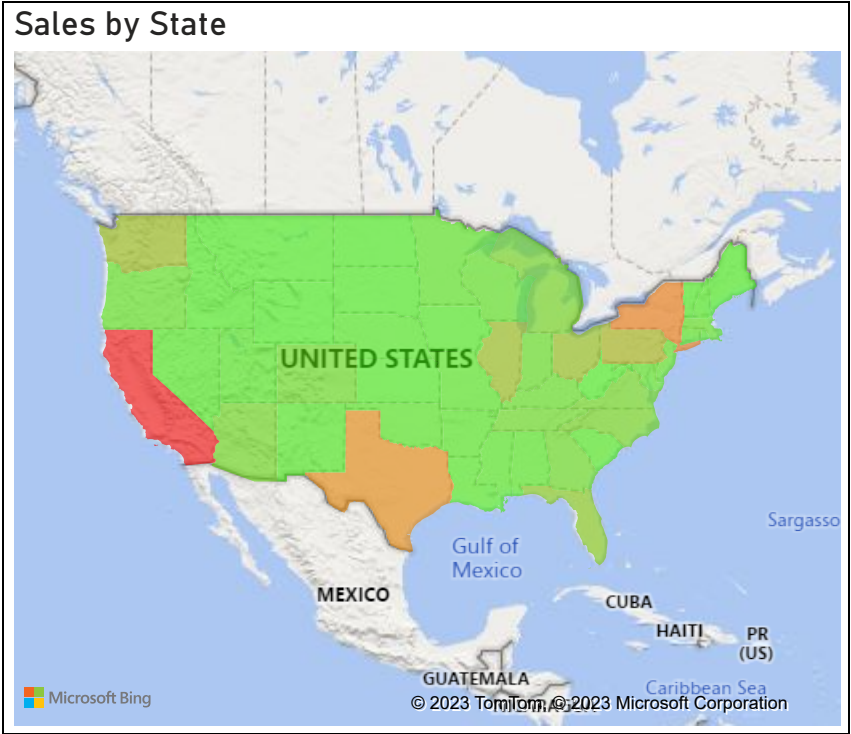 Sales by State
UNITED STATES
Sargasso
Gulf of
Mexico
MEXICO
CUBA
HAITI
PR
(US)
GUATEMALA
Caribbean Sea
Microsoft Bing
© 2023 TomTom, © 2023 Microsoft Corporation